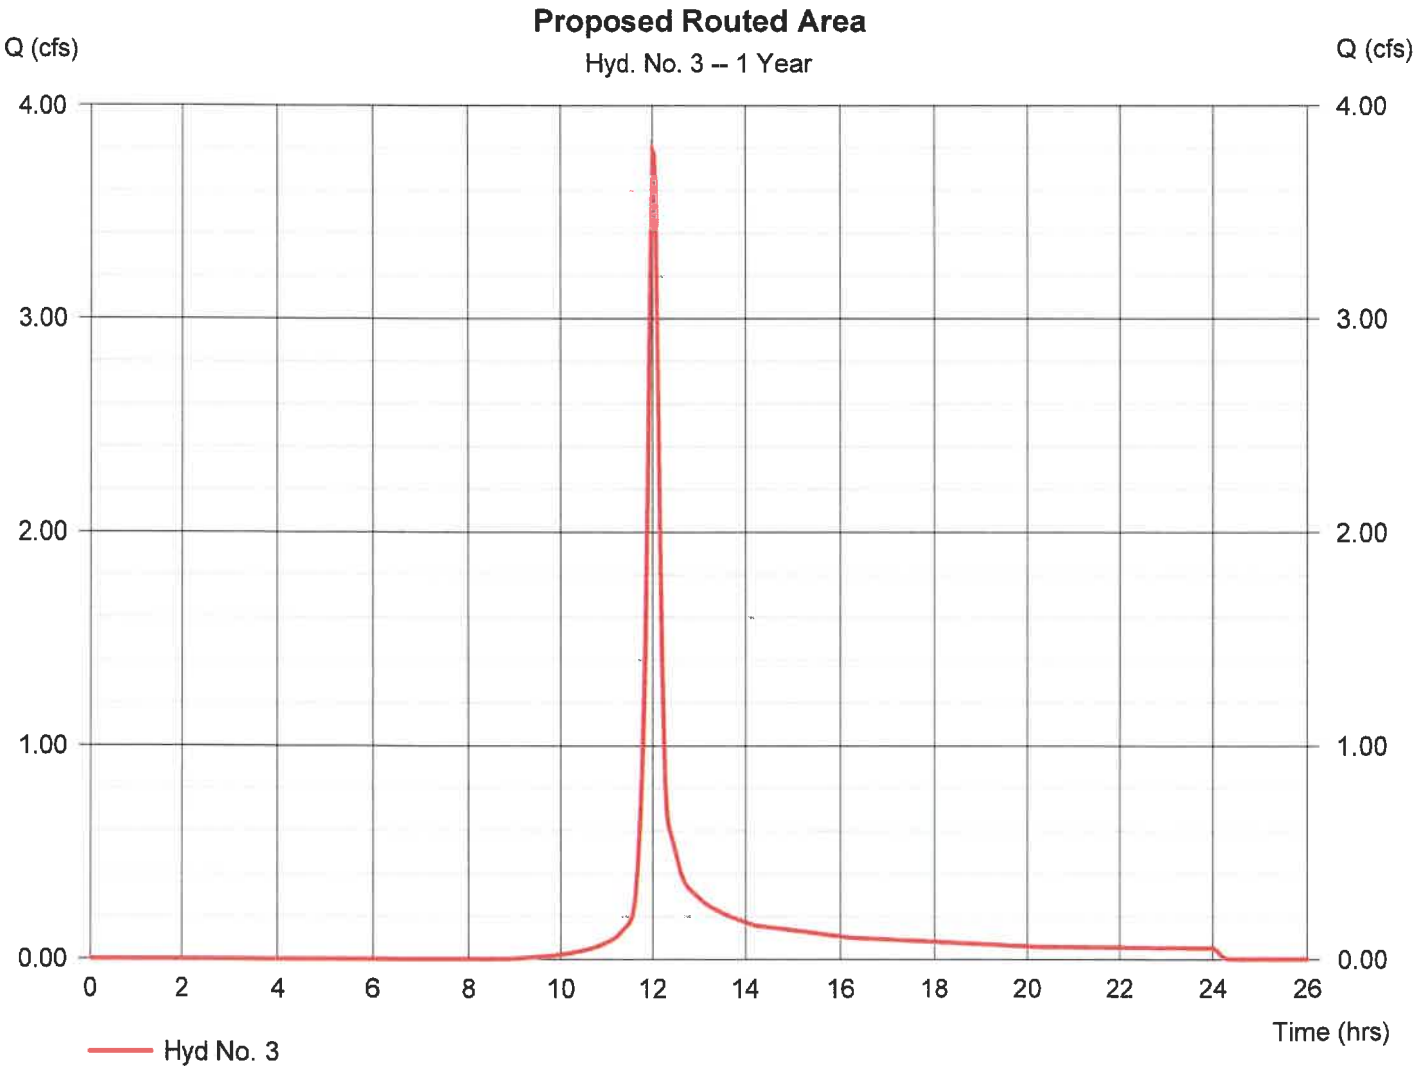 Proposed Routed Area
Q (cfs)
Hyd. No. 3 -- 1 Year
Q (cfs)
4.00
4.00
3.00
3.00
2.00
2.00
1.00
1.00
0.00
0.00
0 2 4 6 8 10 12 14 16 18 20 22 24 26
Time (hrs)
Hyd No. 3